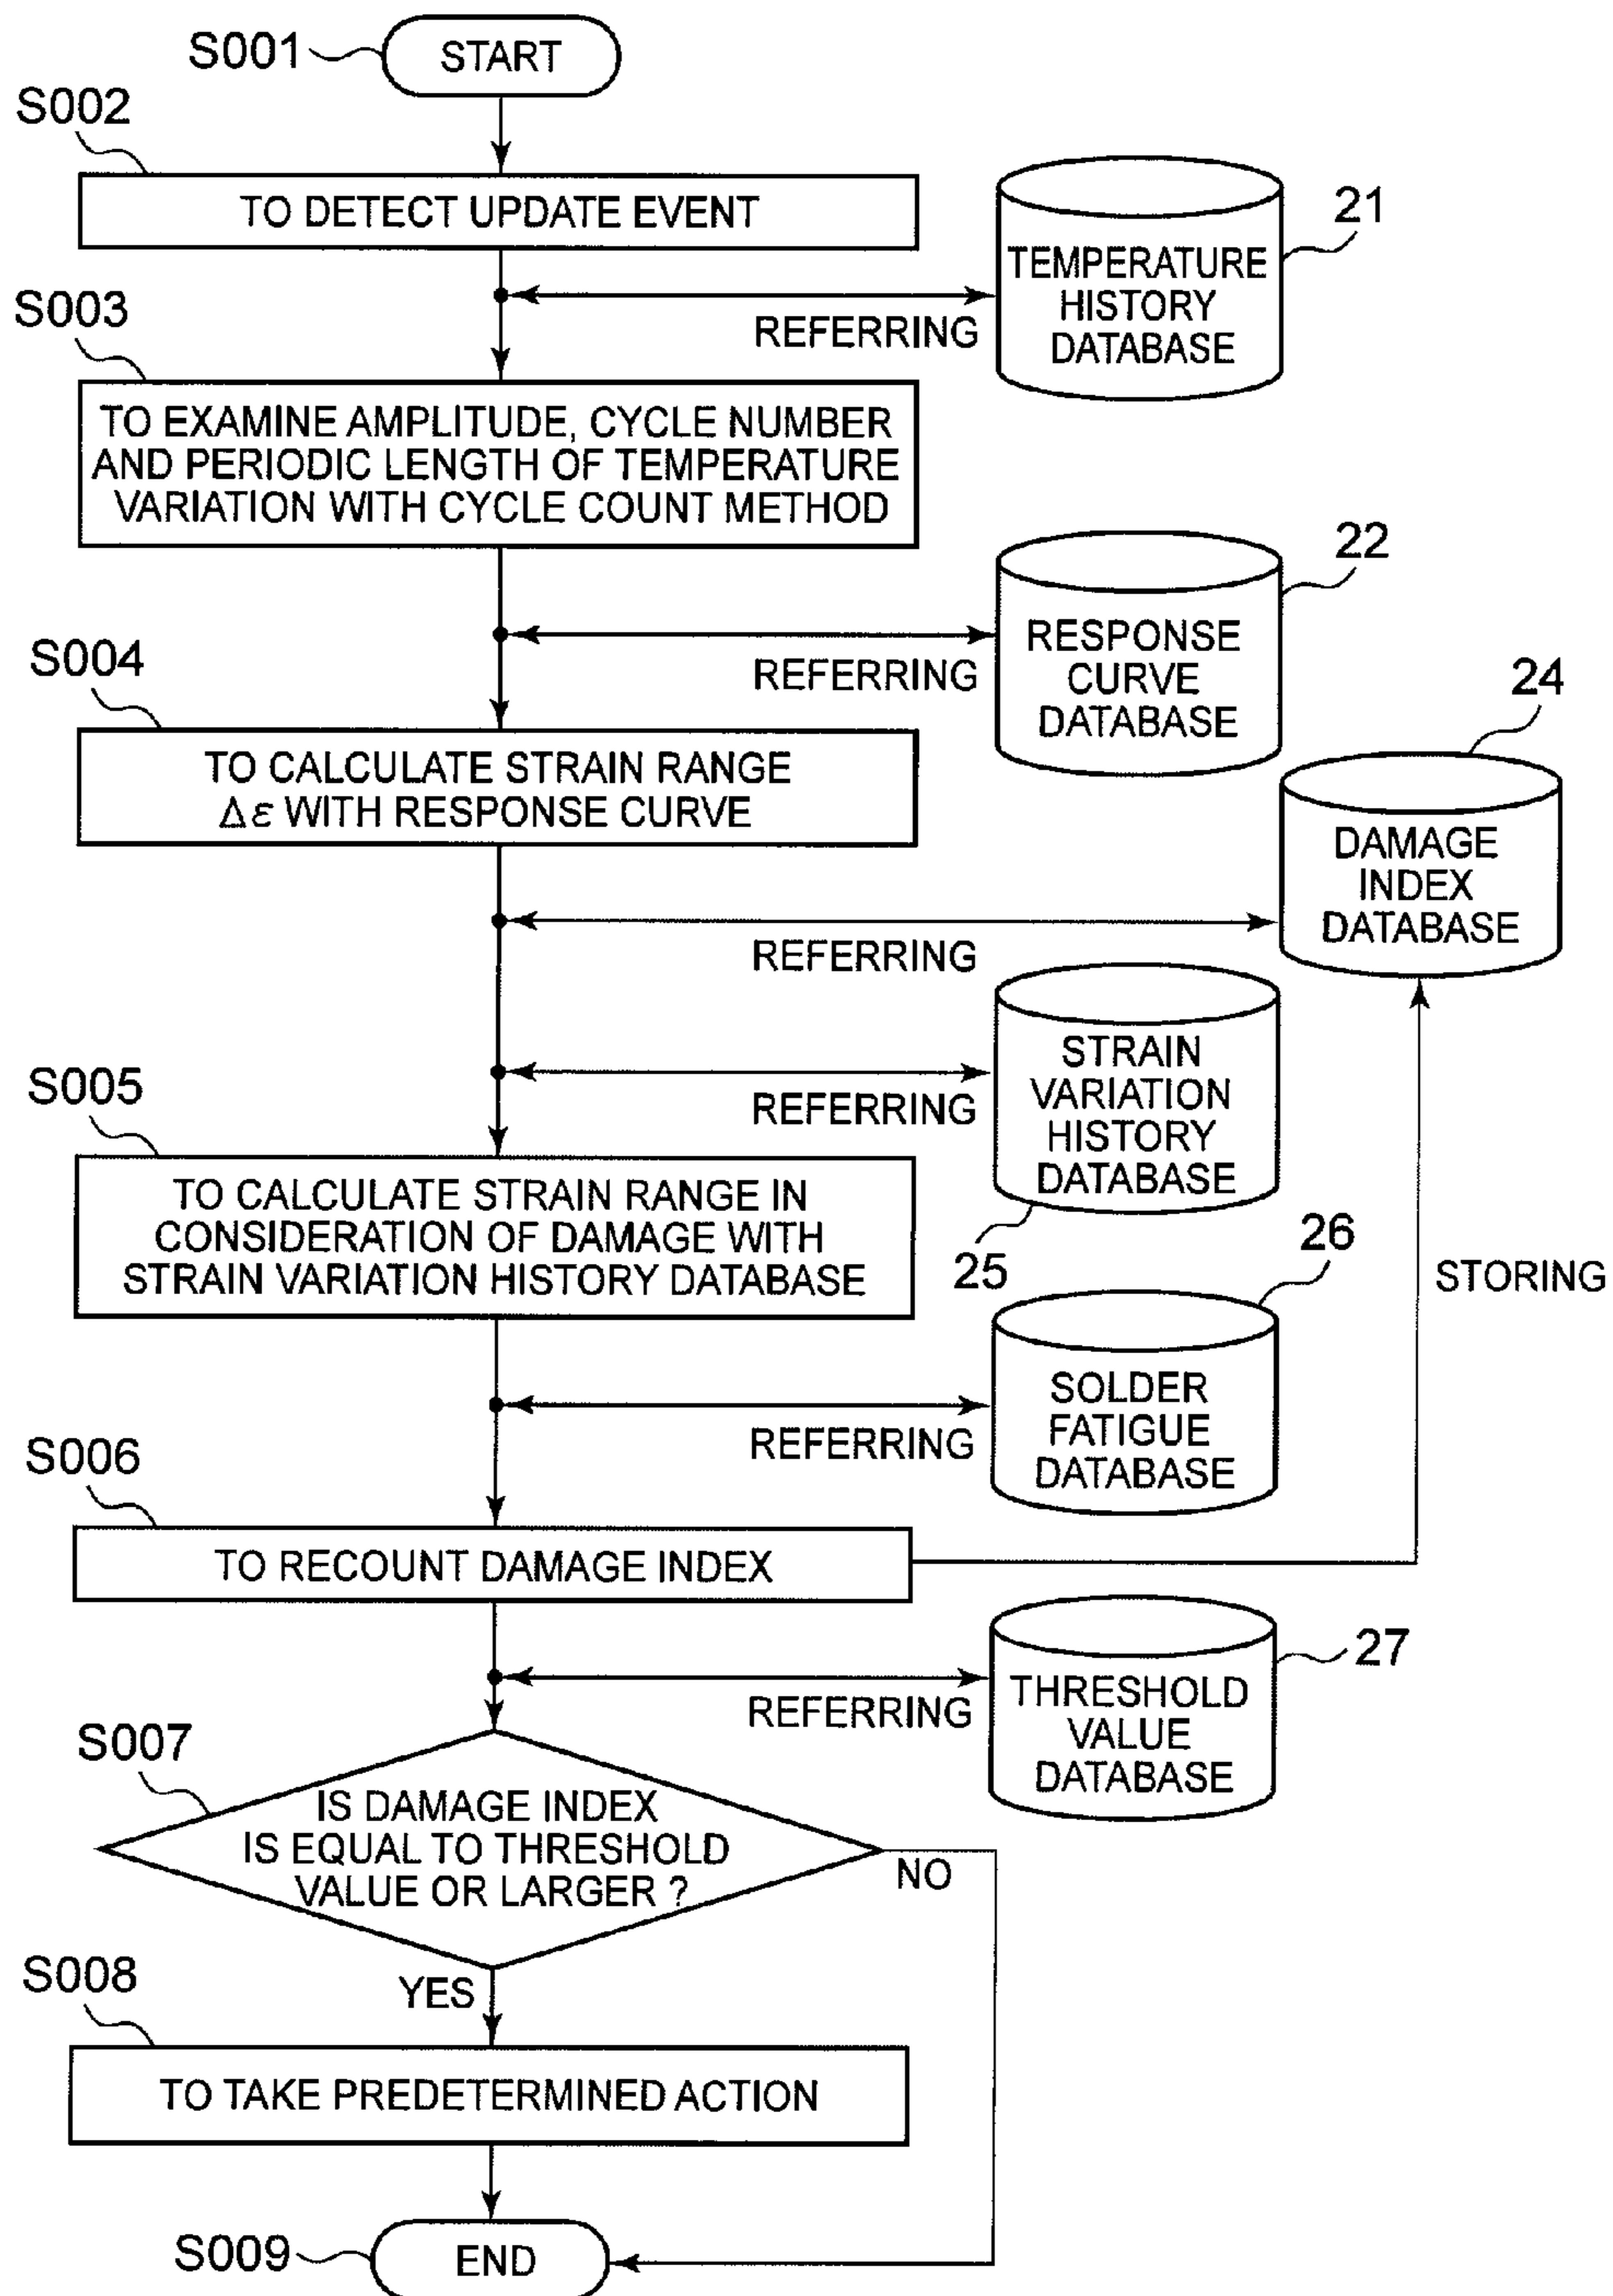 S001
START
S002
TO DETECT UPDATE EVENT
21
TEMPERATURE
HISTORY
DATABASE
REFERRING
S003
TO EXAMINE AMPLITUDE, CYCLE NUMBER
AND PERIODIC LENGTH OF TEMPERATURE
VARIATION WITH CYCLE COUNT METHOD
22
RESPONSE
CURVE
DATABASE
REFERRING
S004
TO CALCULATE STRAIN RANGE
Δε WITH RESPONSE CURVE
24
DAMAGE
INDEX
DATABASE
REFERRING
STRAIN
VARIATION
HISTORY
DATABASE
25
REFERRING
S005
TO CALCULATE STRAIN RANGE IN
CONSIDERATION OF DAMAGE WITH
STRAIN VARIATION HISTORY DATABASE
26
STORING
SOLDER
FATIGUE
DATABASE
REFERRING
S006
TO RECOUNT DAMAGE INDEX
27
THRESHOLD
VALUE
DATABASE
REFERRING
S007
IS DAMAGE INDEX
IS EQUAL TO THRESHOLD
VALUE OR LARGER ?
NO
YES
S008
TO TAKE PREDETERMINED ACTION
S009
END